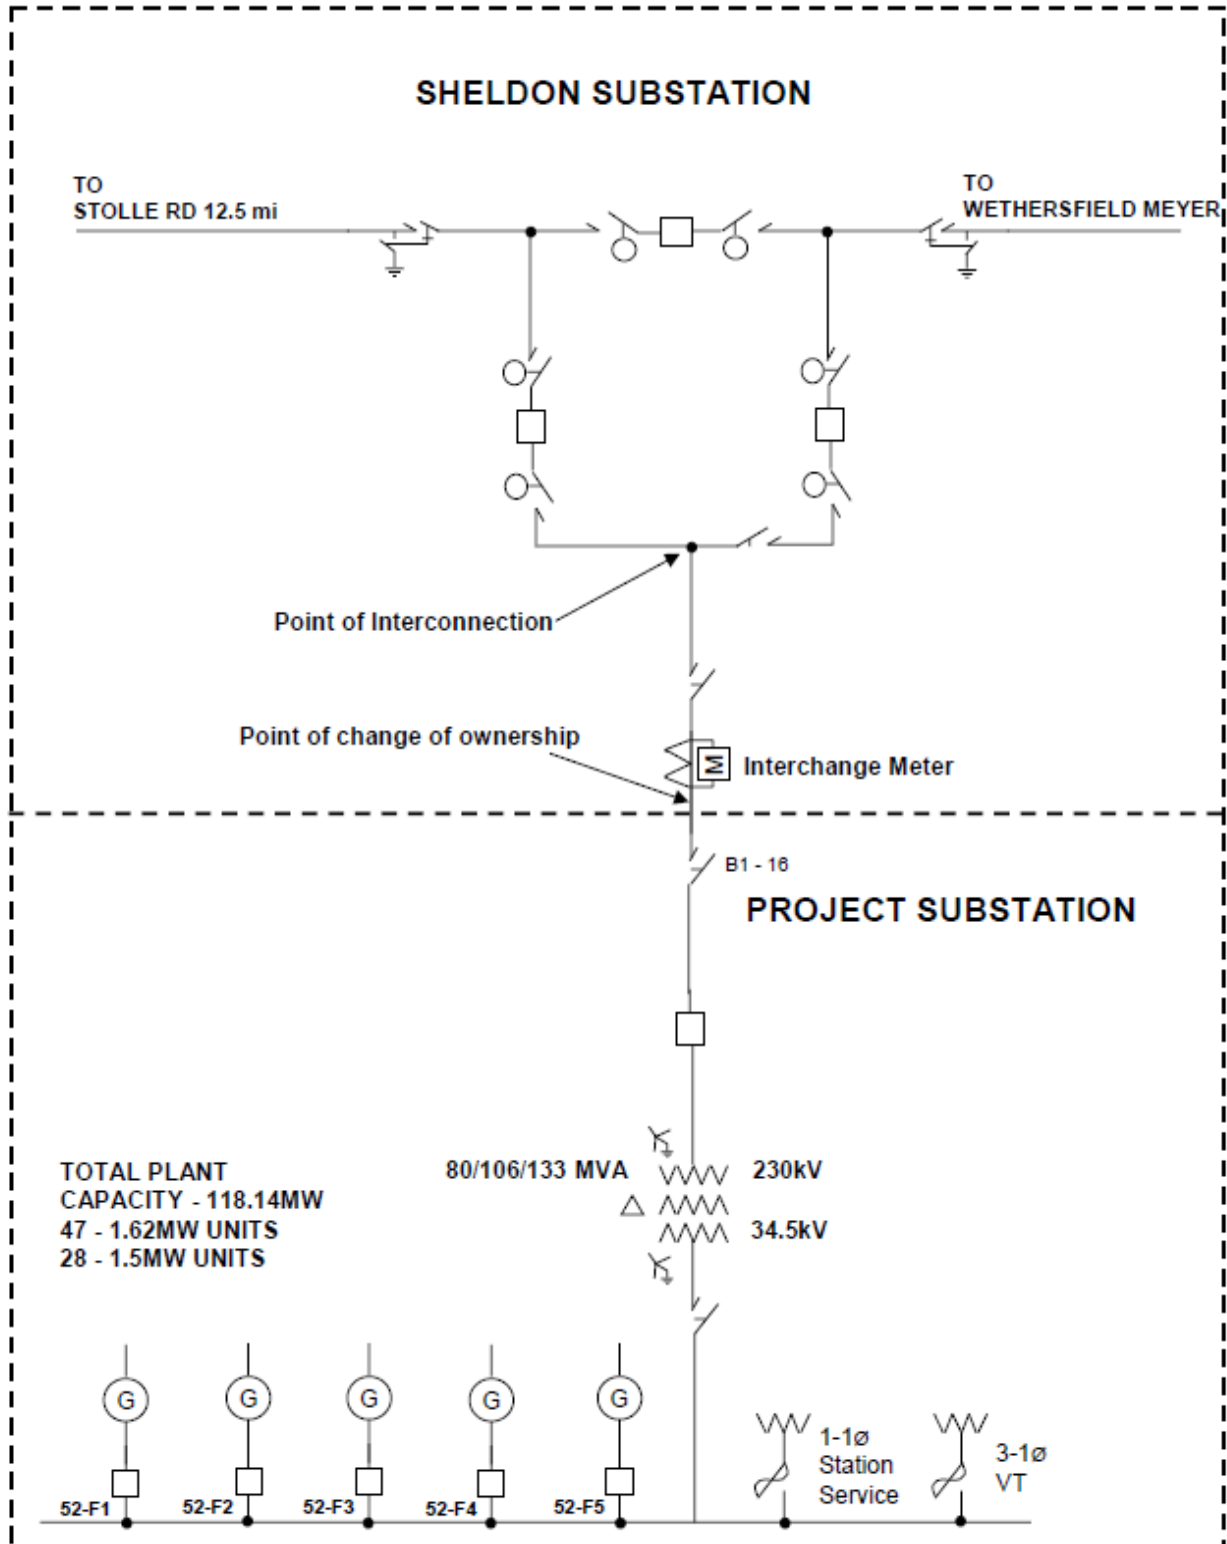 SHELDON SUBSTATION
TO
STOLLE RD 12.5 mi
TO
WETHERSFIELD MEYER
Point of Interconnection
Point of change of ownership
M
Interchange Meter
B1 - 16
PROJECT SUBSTATION
TOTAL PLANT
CAPACITY - 118.14MW
47 - 1.62MW UNITS
28 - 1.5MW UNITS
80/106/133 MVA
230kV
34.5kV
G
G
G
G
G
52-F1
52-F2
52-F3
52-F4
52-F5
1-1ø
Station
Service
3-1ø
VT